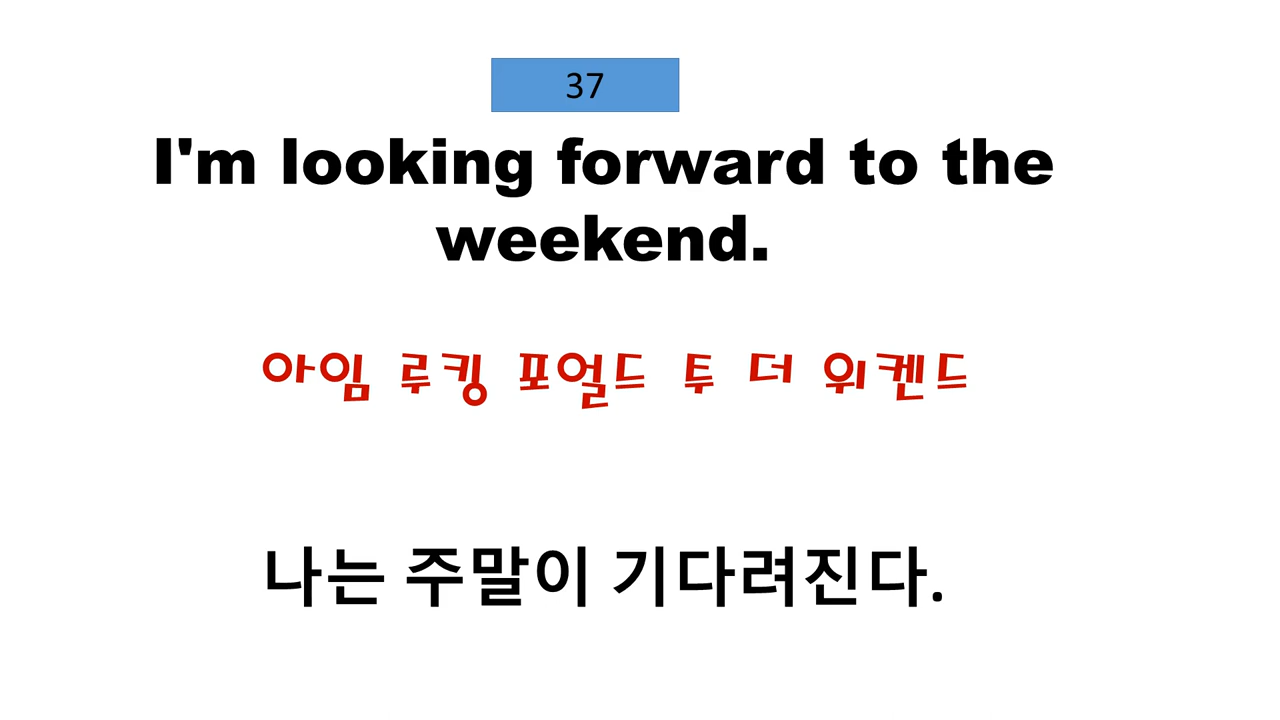 37
I'm looking forward to the
weekend.
아임 루킹 포얼드 투 더 위켄드
나는 주말이 기다려진다.